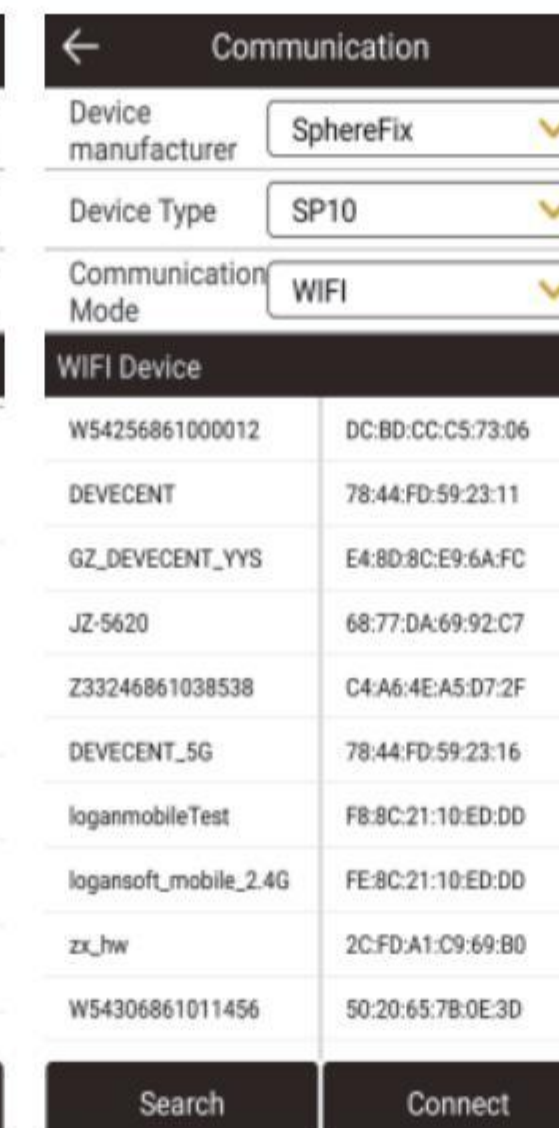 Communication
Device
manufacturer
SphereFix
Device Type
SP10
Communication
Mode
WIFI
WIFI Device
W54256861000012 DC:BD:CC:C5:73:06
DEVECENT 78:44:FD:59:23:11
GZ_DEVECENT_YYS E4:8D:8C:E9:6A:FC
JZ-5620 68:77:DA:69:92:C7
Z33246861038538 C4:A6:4E:A5:D7:2F
DEVECENT_5G 78:44:FD:59:23:16
loganmobileTest F8:8C:21:10:ED:DD
logansoft_mobile_2.4G FE:8C:21:10:ED:DD
zx_hw 2C:FD:A1:C9:69:B0
W54306861011456 50:20:65:7B:0E:3D
Search Connect